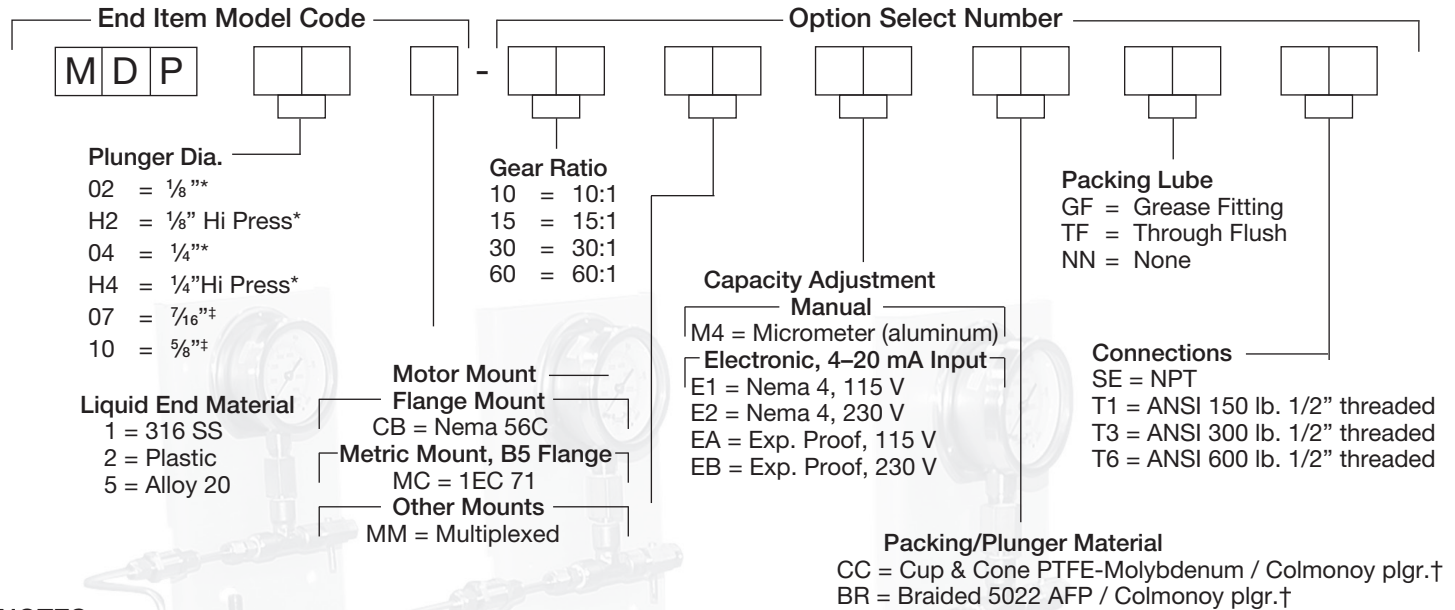 End Item Model Code
Option Select Number
M D P
-
Plunger Dia.
02 = ⅛”*
H2 = ⅛” Hi Press*
04 = ¼”*
H4 = ¼”Hi Press*
07 = ⁷⁄₁₆”‡
10 = ⅝”‡
Liquid End Material
1 = 316 SS
2 = Plastic
5 = Alloy 20
Gear Ratio
10 = 10:1
15 = 15:1
30 = 30:1
60 = 60:1
Motor Mount
Flange Mount
CB = Nema 56C
Metric Mount, B5 Flange
MC = 1EC 71
Other Mounts
MM = Multiplexed
Capacity Adjustment
Manual
M4 = Micrometer (aluminum)
Electronic, 4–20 mA Input
E1 = Nema 4, 115 V
E2 = Nema 4, 230 V
EA = Exp. Proof, 115 V
EB = Exp. Proof, 230 V
Packing/Plunger Material
CC = Cup & Cone PTFE-Molybdenum / Colmonoy plgr.†
BR = Braided 5022 AFP / Colmonoy plgr.†
Packing Lube
GF = Grease Fitting
TF = Through Flush
NN = None
Connections
SE = NPT
T1 = ANSI 150 lb. 1/2” threaded
T3 = ANSI 300 lb. 1/2” threaded
T6 = ANSI 600 lb. 1/2” threaded